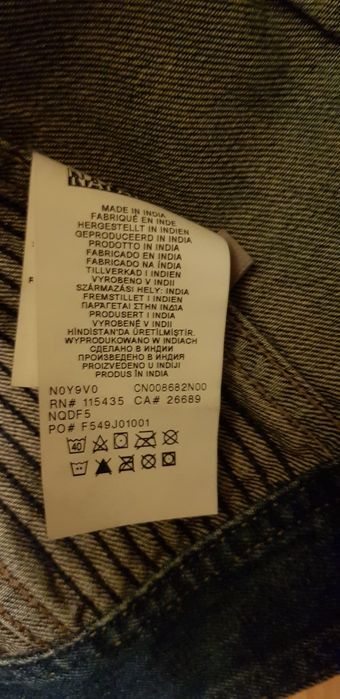 MADE IN INDIA
FABRIQUÉ EN INDE
HERGESTELLT IN INDIEN
GEPRODUCEERD IN INDIA
PRODOTTO IN INDIA
FABRICADO EN INDIA
FABRICADO NA ÍNDIA
TILLVERKAD I INDIEN
VYROBENO V INDII
SZÁRMAZÁSI HELY: INDIA
FREMSTILLET I INDIEN
ΠΑΡΑΓΕΤΑΙ ΣΤΗΝ ΙΝΔΙΑ
PRODUSERT I INDIA
VYROBENÉ V INDII
HİNDİSTAN'DA ÜRETİLMİŞTİR.
WYPRODUKOWANO W INDIACH
СДЕЛАНО В ИНДИИ
ПРОИЗВЕДЕНО В ИНДИЯ
PROIZVEDENO U INDIJI
PRODUS ÎN INDIA
N0Y9V0 CN008682N00
RN# 115435 CA# 26689
NQDF5
PO# F549J01001
40